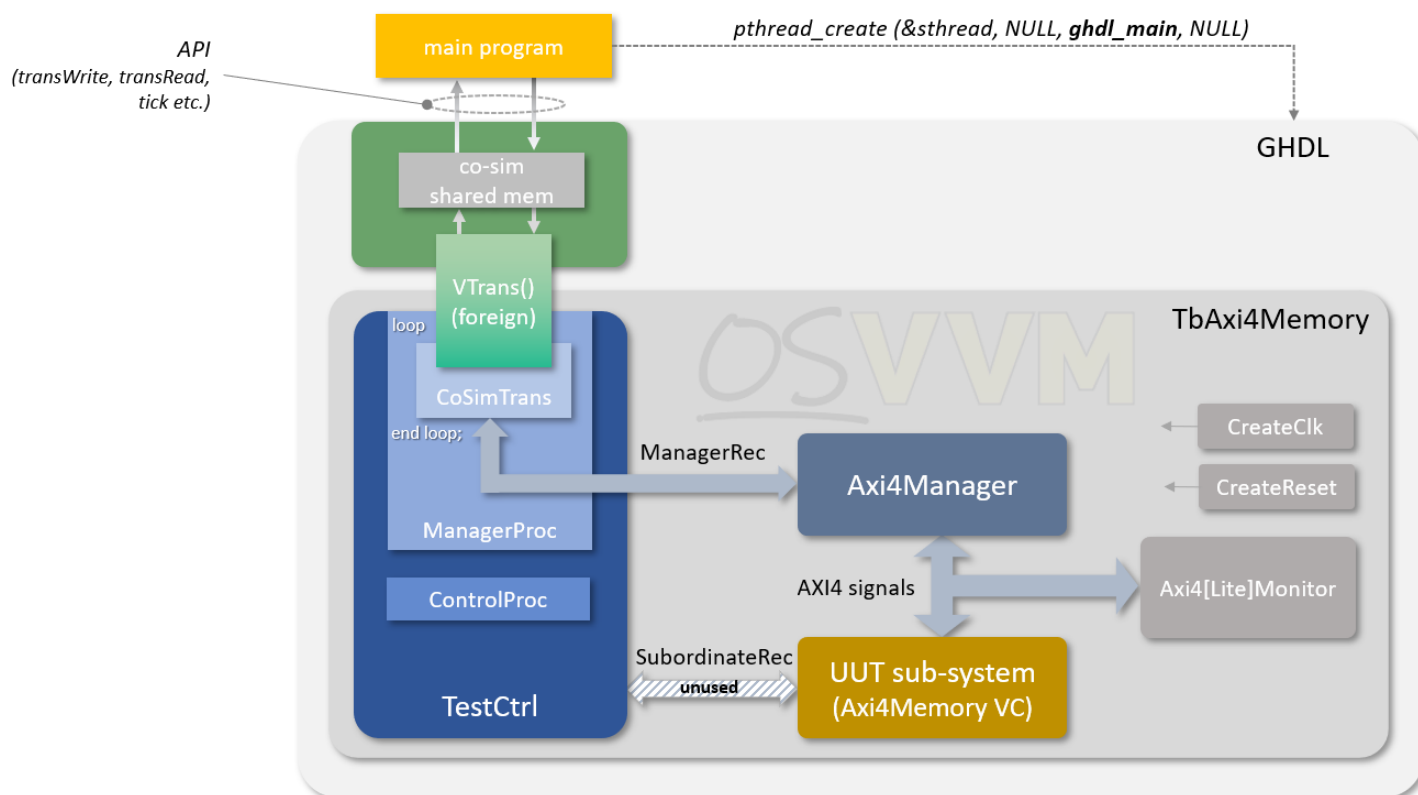 main program
pthread_create (&sthread, NULL, ghdl_main, NULL)
API
(transWrite, transRead,
tick etc.)
GHDL
co-sim
shared mem
VTrans()
(foreign)
loop
OSVVM
TbAxi4Memory
CoSimTrans
end loop;
CreateClk
ManagerRec
Axi4Manager
CreateReset
ManagerProc
AXI4 signals
Axi4[Lite]Monitor
ControlProc
SubordinateRec
unused
UUT sub-system
(Axi4Memory VC)
TestCtrl